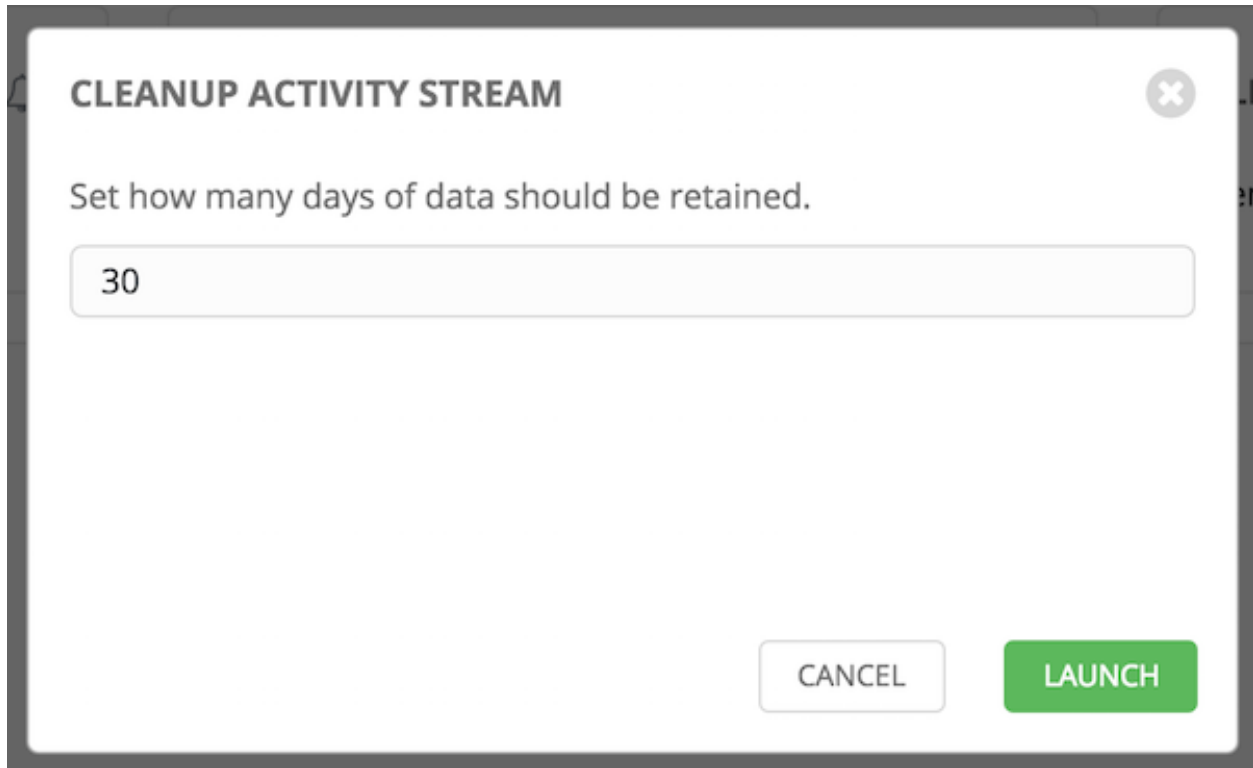 CLEANUP ACTIVITY STREAM
Set how many days of data should be retained.
30
CANCEL
LAUNCH